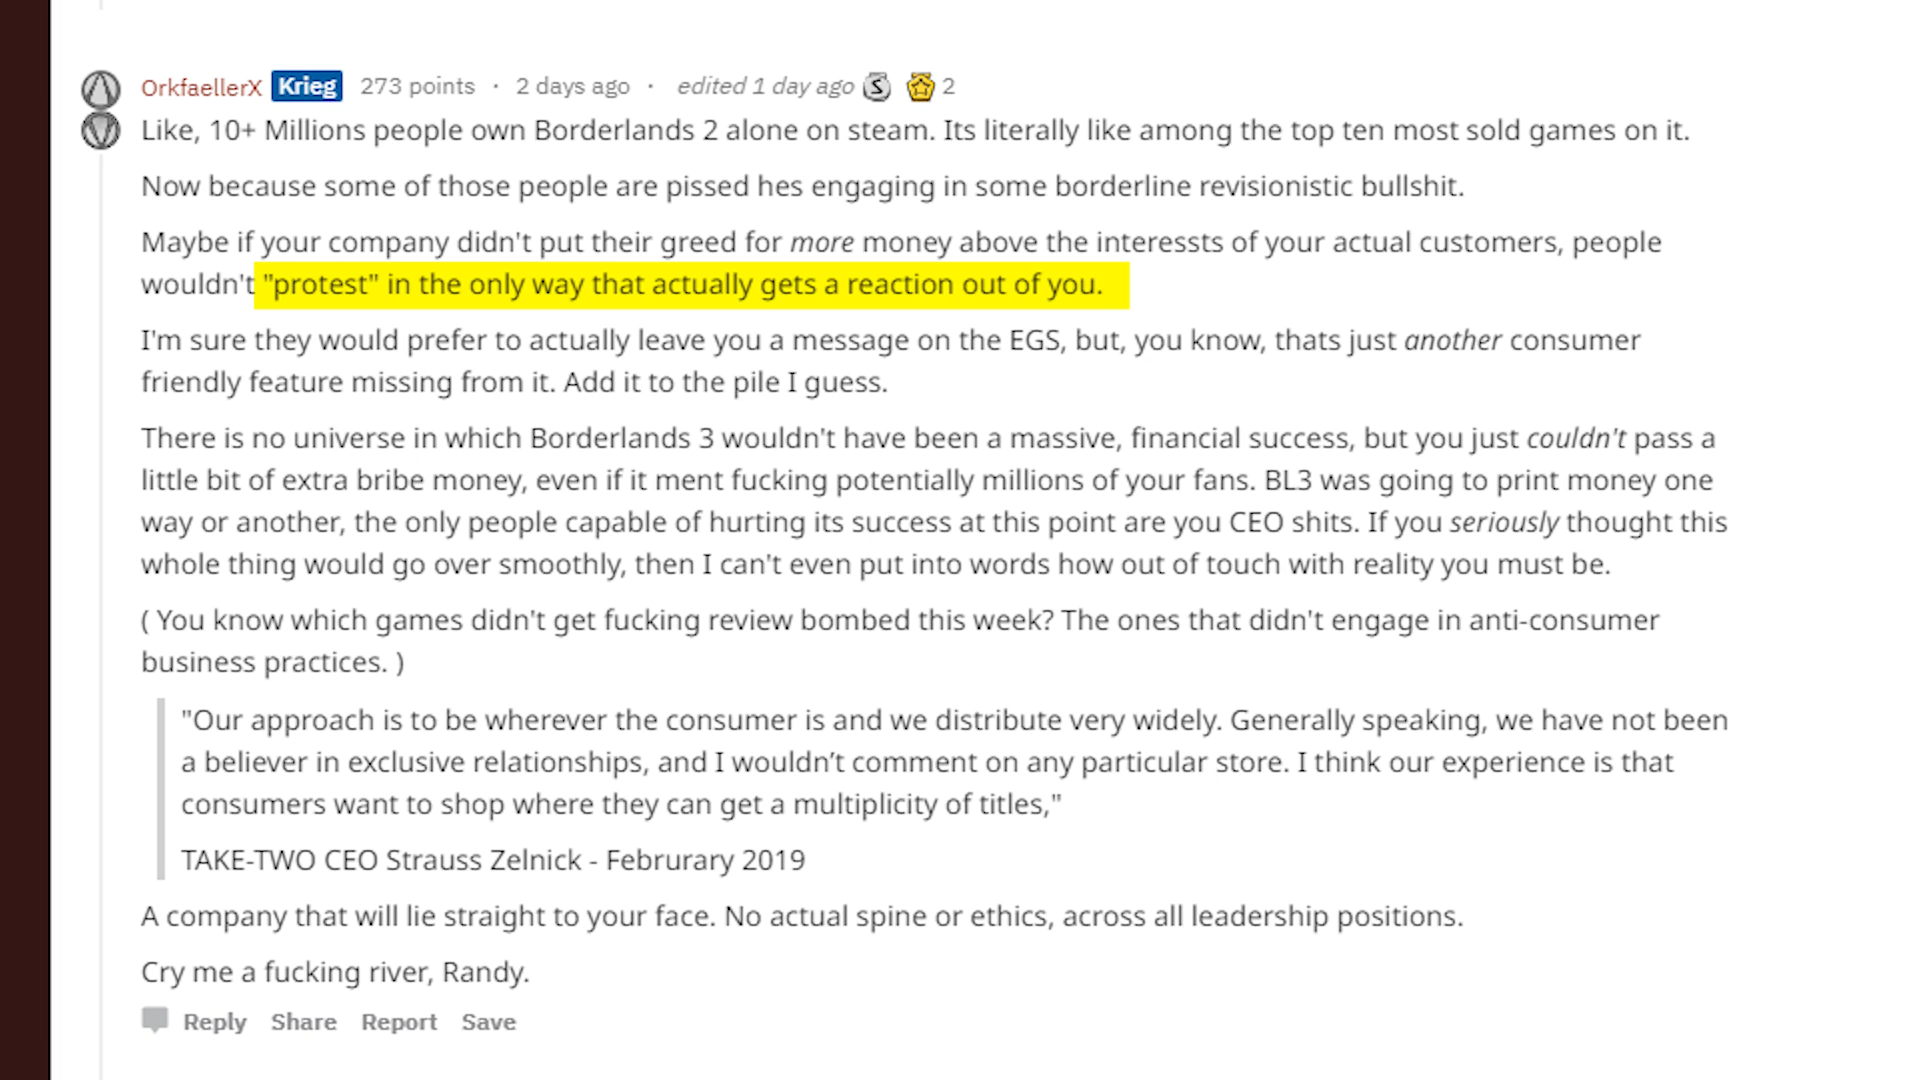 OrkfaellerX Krieg 273 points · 2 days ago · edited 1 day ago S 2
Like, 10+ Millions people own Borderlands 2 alone on steam. Its literally like among the top ten most sold games on it.
Now because some of those people are pissed hes engaging in some borderline revisionistic bullshit.
Maybe if your company didn't put their greed for more money above the interessts of your actual customers, people
wouldn't "protest" in the only way that actually gets a reaction out of you.
I'm sure they would prefer to actually leave you a message on the EGS, but, you know, thats just another consumer
friendly feature missing from it. Add it to the pile I guess.
There is no universe in which Borderlands 3 wouldn't have been a massive, financial success, but you just couldn't pass a
little bit of extra bribe money, even if it ment fucking potentially millions of your fans. BL3 was going to print money one
way or another, the only people capable of hurting its success at this point are you CEO shits. If you seriously thought this
whole thing would go over smoothly, then I can't even put into words how out of touch with reality you must be.
( You know which games didn't get fucking review bombed this week? The ones that didn't engage in anti-consumer
business practices. )
"Our approach is to be wherever the consumer is and we distribute very widely. Generally speaking, we have not been
a believer in exclusive relationships, and I wouldn’t comment on any particular store. I think our experience is that
consumers want to shop where they can get a multiplicity of titles,"
TAKE-TWO CEO Strauss Zelnick - Februrary 2019
A company that will lie straight to your face. No actual spine or ethics, across all leadership positions.
Cry me a fucking river, Randy.
Reply Share Report Save